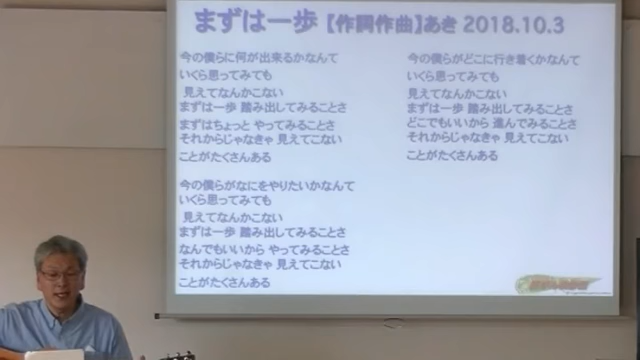 まずは一歩 【作詞作曲】あき 2018.10.3
今の僕らに何が出来るかなんて
いくら思ってみても
見えてなんかこない
まずは一歩 踏み出してみることさ
まずはちょっと やってみることさ
それからじゃなきゃ 見えてこない
ことがたくさんある
今の僕らがなにをやりたいかなんて
いくら思ってみても
見えてなんかこない
まずは一歩 踏み出してみることさ
なんでもいいから やってみることさ
それからじゃなきゃ 見えてこない
ことがたくさんある
今の僕らがどこに行き着くかなんて
いくら思ってみても
見えてなんかこない
まずは一歩 踏み出してみることさ
どこでもいいから 進んでみることさ
それからじゃなきゃ 見えてこない
ことがたくさんある